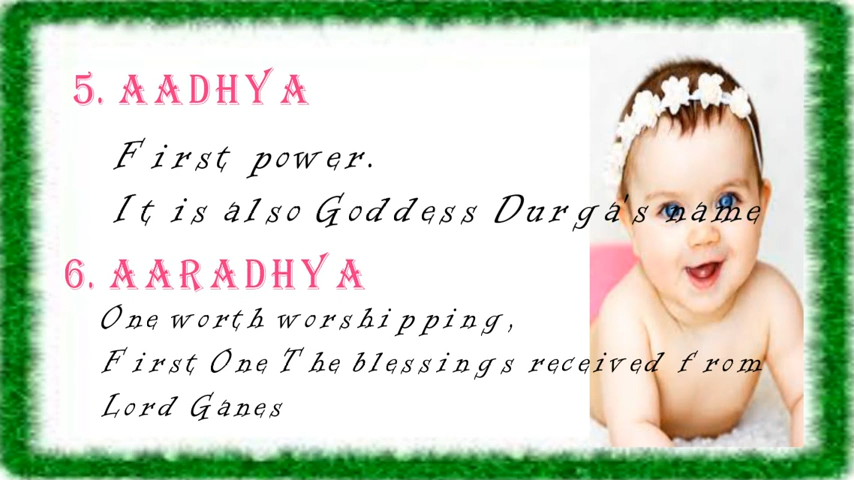 5. AADHYA
First power.
It is also Goddess Durga's name
6. AARADHYA
One worth worshipping,
First One The blessings received from
Lord Ganes